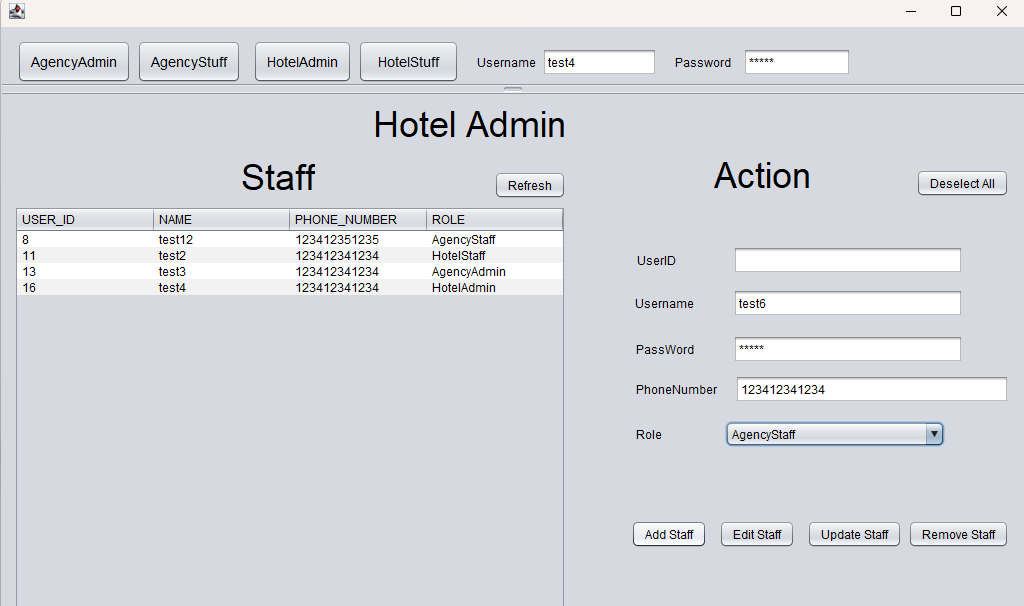 AgencyAdmin AgencyStuff HotelAdmin HotelStuff Username test4 Password *****
Hotel Admin
Staff Refresh
USER_ID NAME PHONE_NUMBER ROLE
8 test12 123412351235 AgencyStaff
11 test2 123412341234 HotelStaff
13 test3 123412341234 AgencyAdmin
16 test4 123412341234 HotelAdmin
Action Deselect All
UserID
Username test6
PassWord *****
PhoneNumber 123412341234
Role AgencyStaff
Add Staff Edit Staff Update Staff Remove Staff